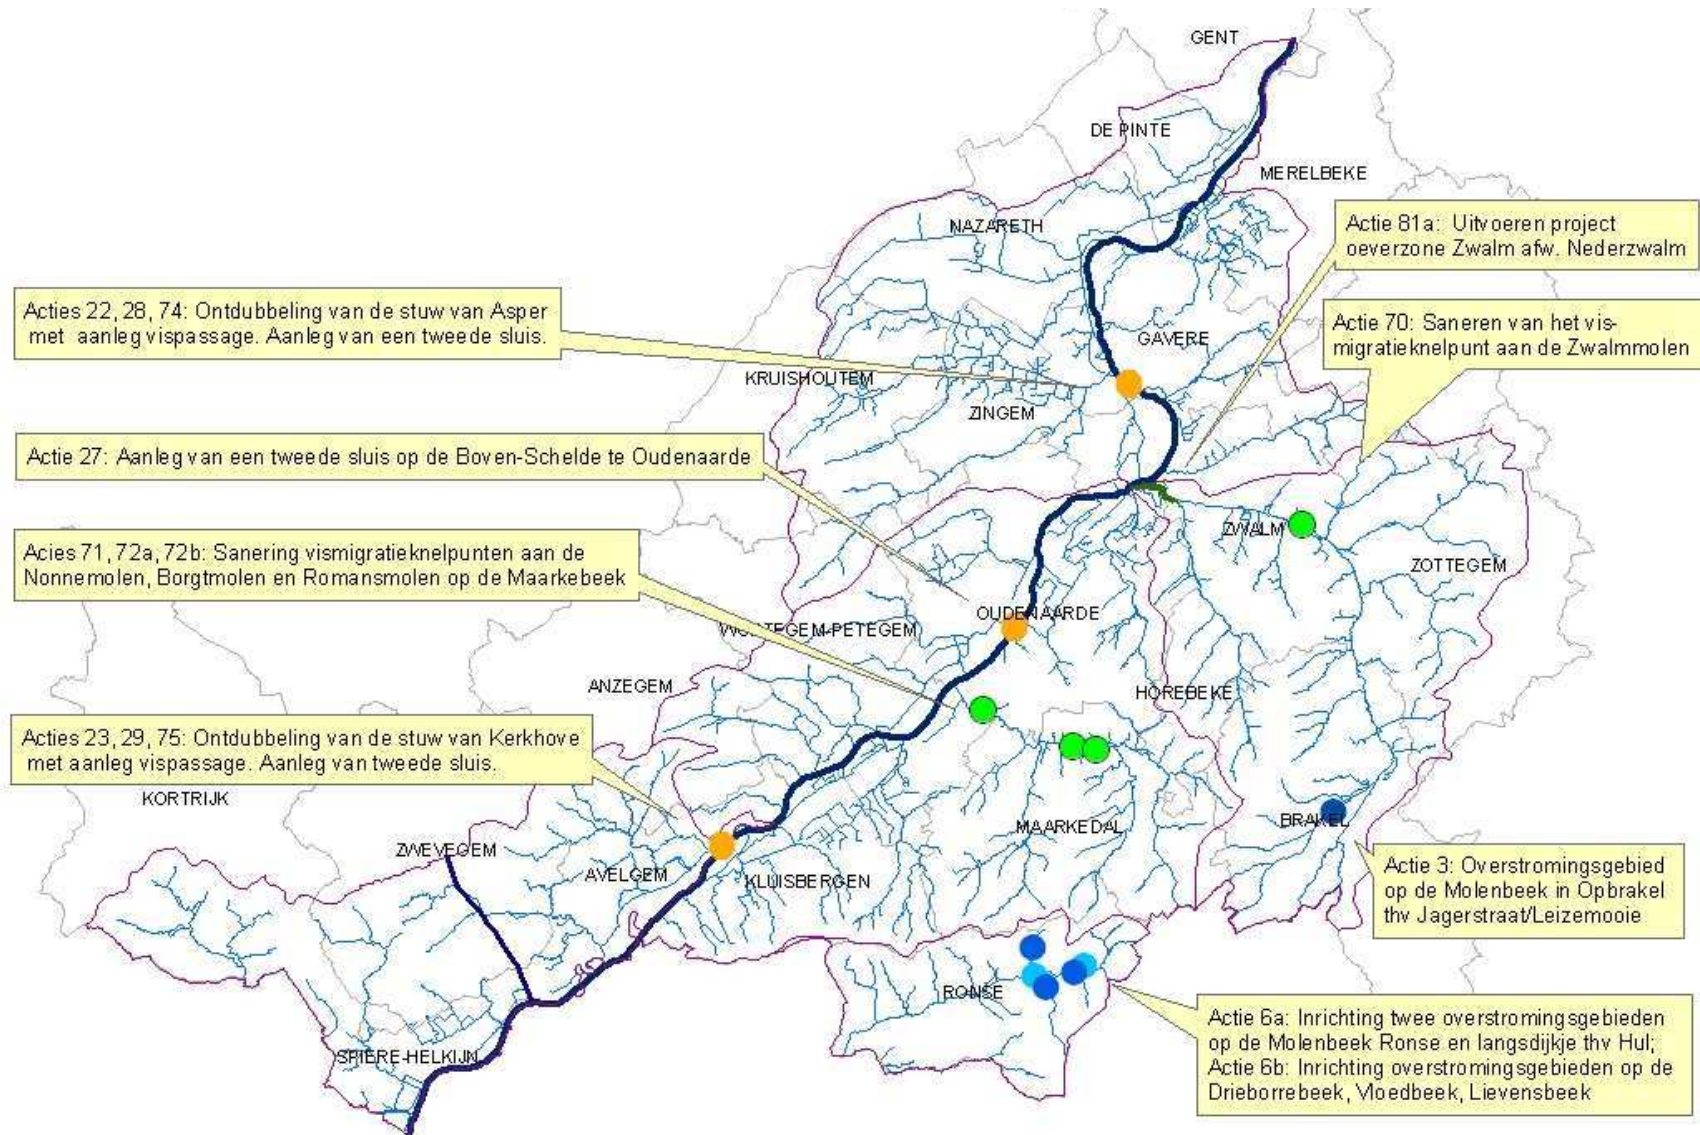 GENT
DE PINTE
MERELBEKE
NAZARETH
Actie 81a: Uitvoeren project
oeverzone Zwalm afw. Nederzwalm
Acties 22, 28, 74: Ontdubbeling van de stuw van Asper
met aanleg vispassage. Aanleg van een tweede sluis.
Actie 70: Saneren van het vis-
migratieknelpunt aan de Zwalmmolen
GAVERE
KRUISHOUTEM
ZINGEM
Actie 27: Aanleg van een tweede sluis op de Boven-Schelde te Oudenaarde
ZWALM
Acies 71, 72a, 72b: Sanering vismigratieknelpunten aan de
Nonnemolen, Borgtmolen en Romansmolen op de Maarkebeek
ZOTTEGEM
OUDENAARDE
WORTEGEM-PETEGEM
ANZEGEM
HOREBEKE
Acties 23, 29, 75: Ontdubbeling van de stuw van Kerkhove
met aanleg vispassage. Aanleg van tweede sluis.
KORTRIJK
MAARKEDAL
BRAKEL
ZWEVEGEM
AVELGEM
KLUISBERGEN
Actie 3: Overstromingsgebied
op de Molenbeek in Opbrakel
thv Jagerstraat/Leizemooie
RONSE
Actie 6a: Inrichting twee overstromingsgebieden
op de Molenbeek Ronse en langsdijkje thv Hul;
Actie 6b: Inrichting overstromingsgebieden op de
Drieborrebeek, Vloedbeek, Lievensbeek
SPIERE-HELKIJN